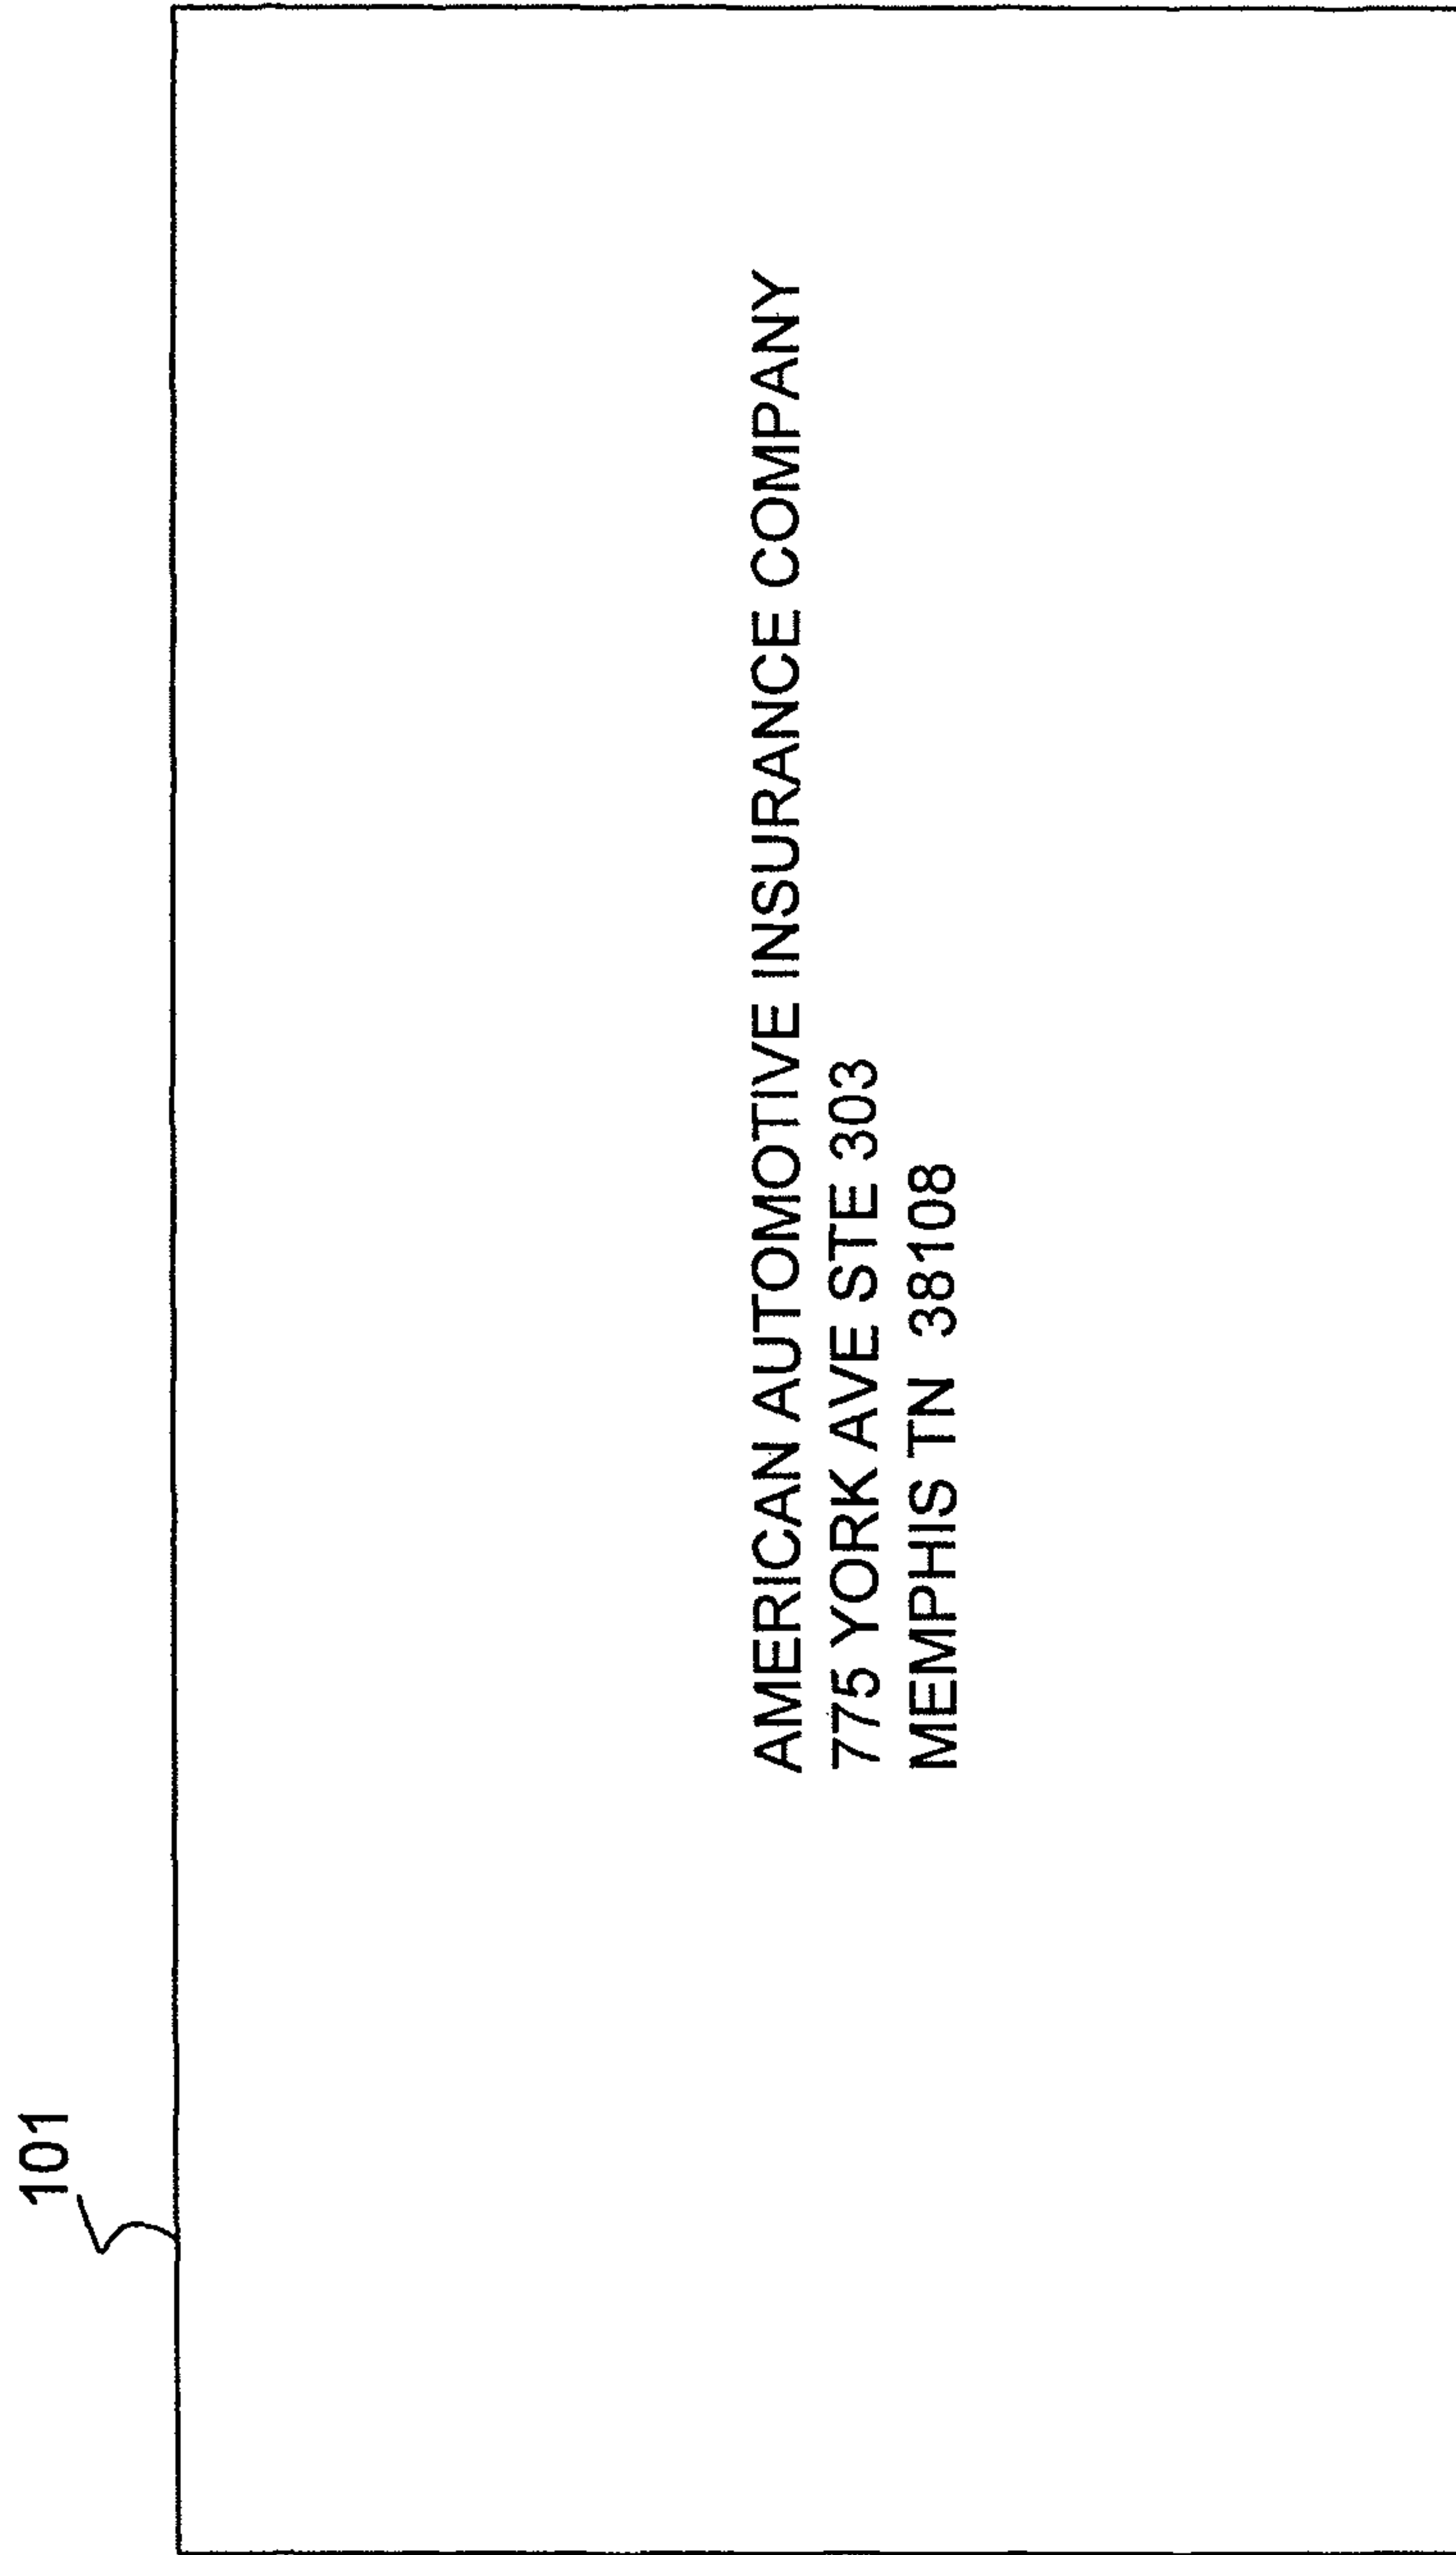 101
AMERICAN AUTOMOTIVE INSURANCE COMPANY
775 YORK AVE STE 303
MEMPHIS TN  38108